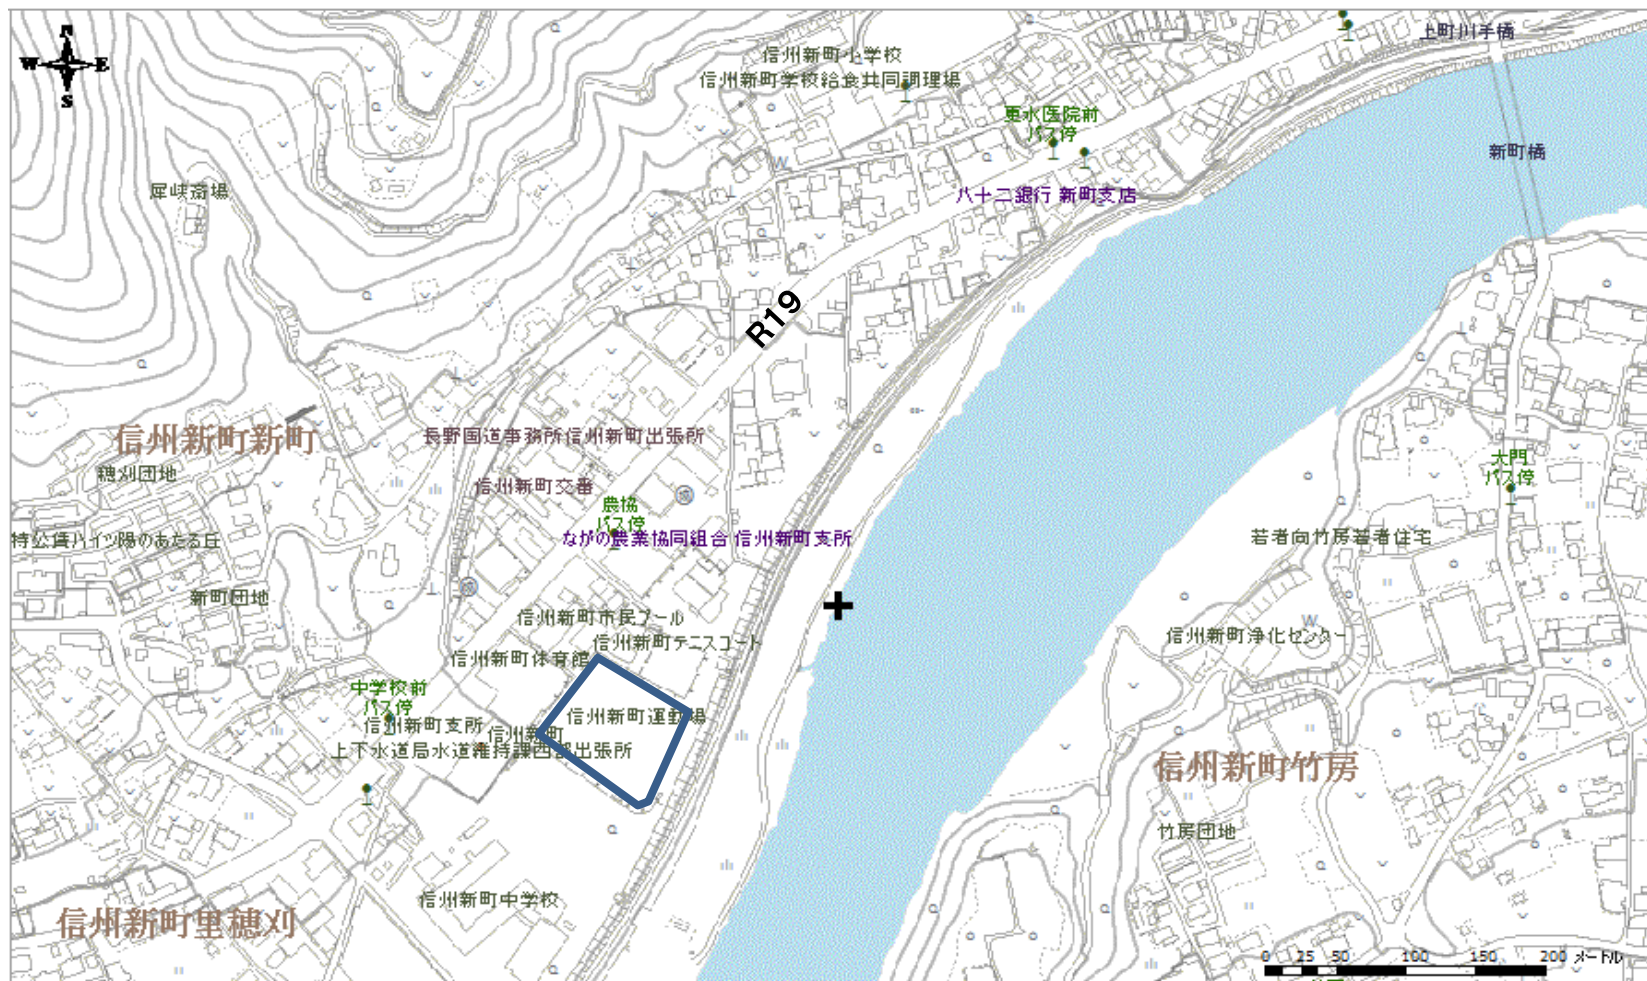 N
W E
S
上町川手橋
信州新町小学校
信州新町学校給食共同調理場
更水医院前
バス停
新町橋
犀峡斎場
八十二銀行 新町支店
R19
信州新町新町
長野国道事務所信州新町出張所
穂刈団地
大門
バス停
信州新町交番
農協
バス停
ながの農業協同組合 信州新町支所
特公賃ハイツ陽のあたる丘
若者向竹房若者住宅
新町団地
信州新町市民プール
信州新町テニスコート
信州新町浄化センター
信州新町体育館
中学校前
バス停
信州新町運動場
信州新町支所
信州新町
上下水道局水道維持課西部出張所
信州新町竹房
竹房団地
信州新町中学校
信州新町里穂刈
0 25 50 100 150 200 メートル